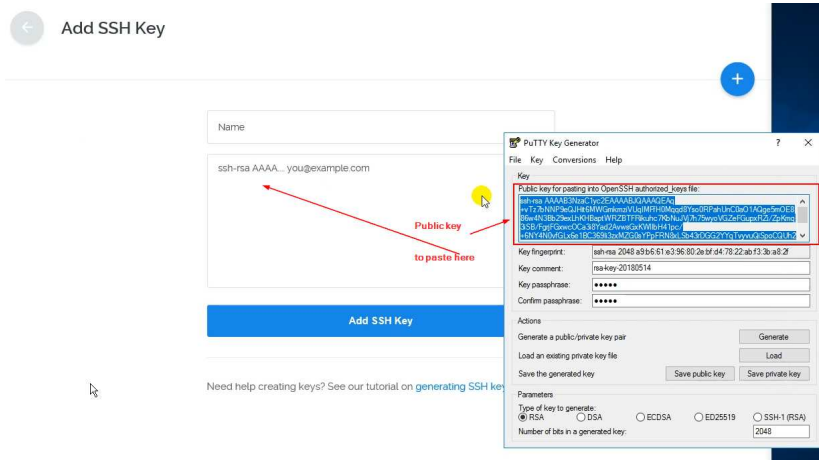 Add SSH Key
+
Name
ssh-rsa AAAA... you@example.com
Public key
to paste here
Add SSH Key
Need help creating keys? See our tutorial on generating SSH key
PuTTY Key Generator
? X
File Key Conversions Help
Key
Public key for pasting into OpenSSH authorized_keys file:
ssh-rsa
Key fingerprint: ssh-rsa 2048 a9:b6:61:e3:96:80:2e:bf:d4:78:22:ab:f3:3b:a8:2f
Key comment: rsa-key-20180514
Key passphrase: •••••
Confirm passphrase: •••••
Actions
Generate a public/private key pair Generate
Load an existing private key file Load
Save the generated key Save public key Save private key
Parameters
Type of key to generate:
RSA DSA ECDSA ED25519 SSH-1 (RSA)
Number of bits in a generated key: 2048